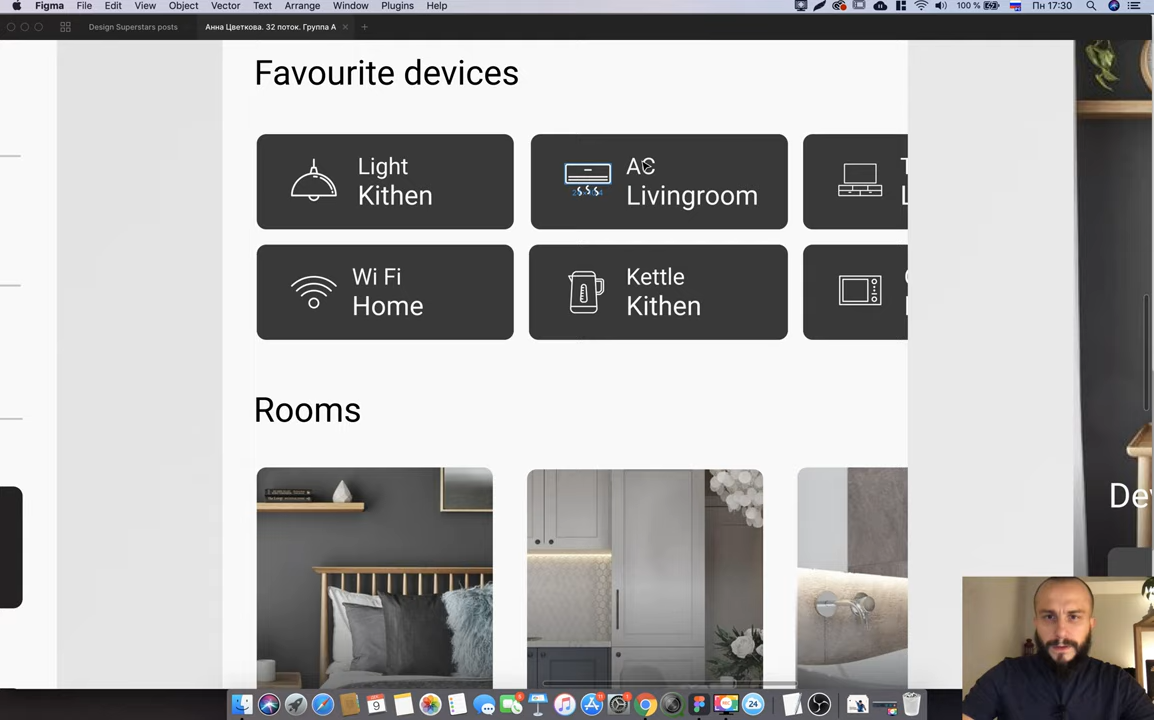 Figma File Edit View Object Vector Text Arrange Window Plugins Help 100 % Пн 17:30
Design Superstars posts Анна Цветкова. 32 поток. Группа А
Favourite devices
Light
Kithen
AC
Livingroom
Wi Fi
Home
Kettle
Kithen
Rooms